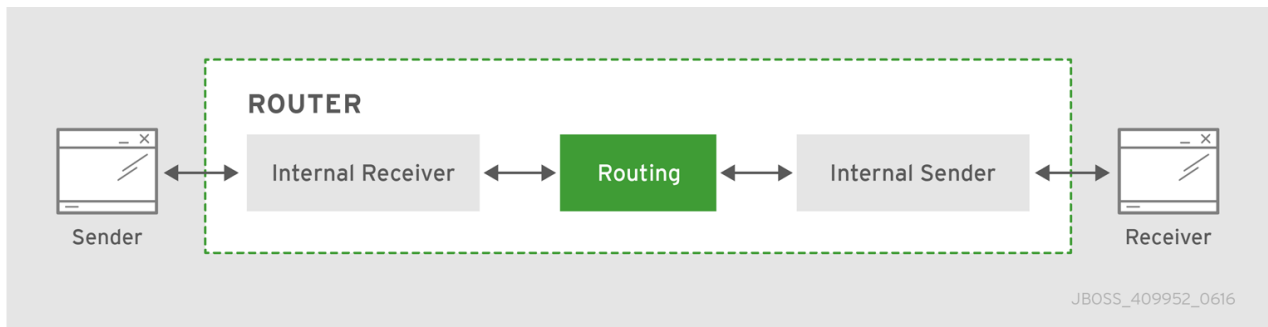 ROUTER
Internal Receiver
Routing
Internal Sender
Sender
Receiver
JBOSS_409952_0616